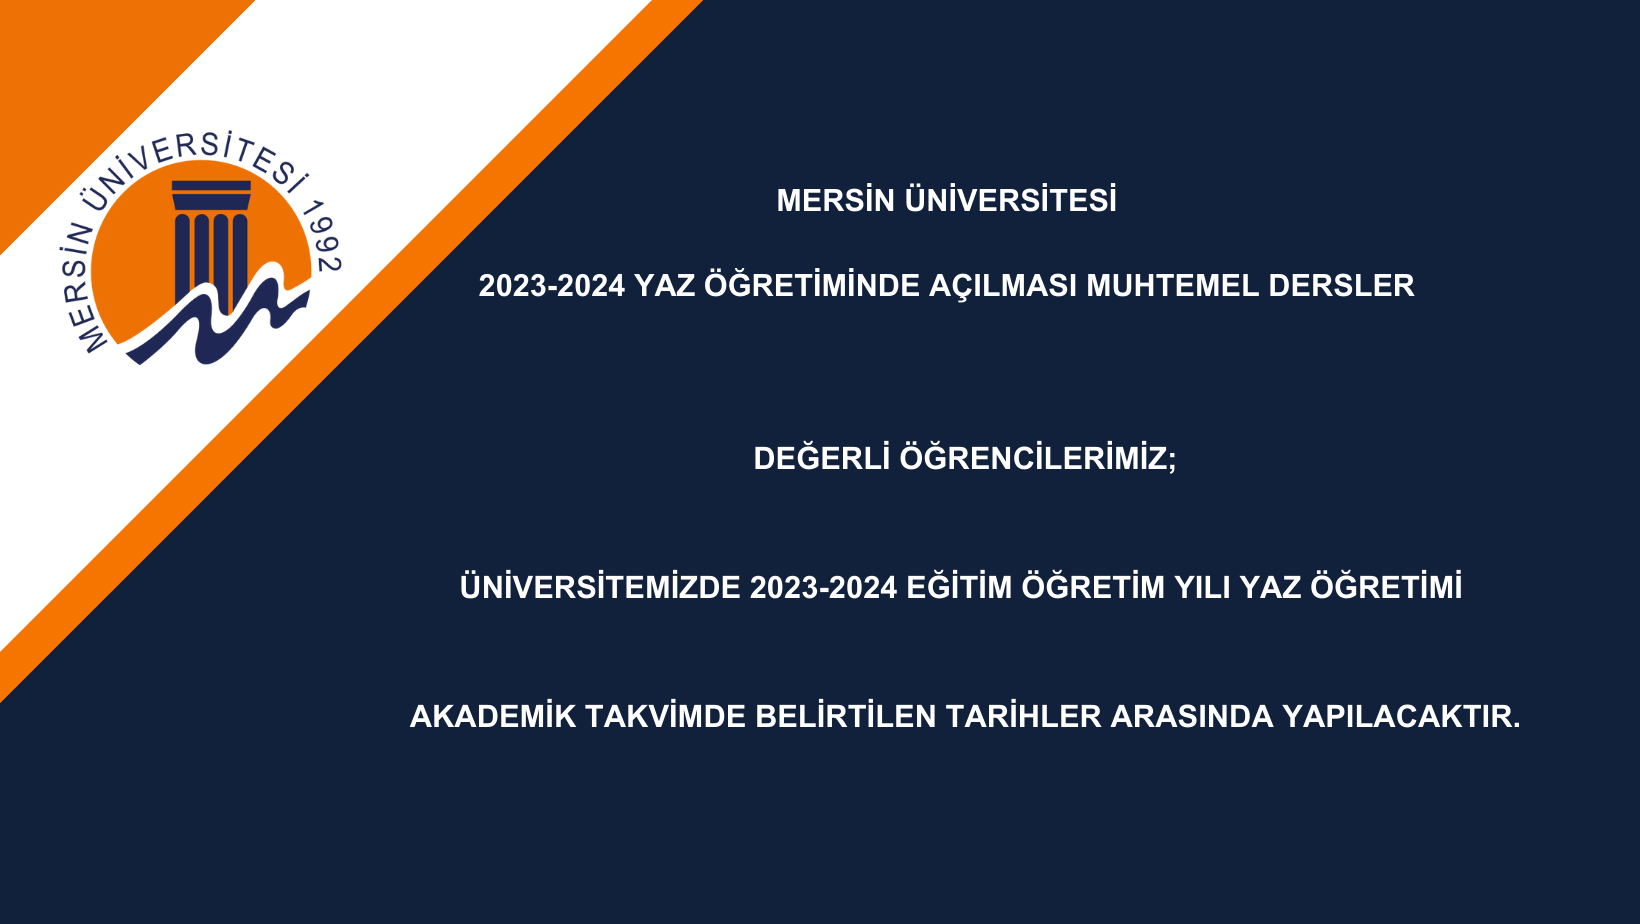 MERSİN ÜNİVERSİTESİ 1992
MERSİN ÜNİVERSİTESİ
2023-2024 YAZ ÖĞRETİMİNDE AÇILMASI MUHTEMEL DERSLER
DEĞERLİ ÖĞRENCİLERİMİZ;
ÜNİVERSİTEMİZDE 2023-2024 EĞİTİM ÖĞRETİM YILI YAZ ÖĞRETİMİ
AKADEMİK TAKVİMDE BELİRTİLEN TARİHLER ARASINDA YAPILACAKTIR.